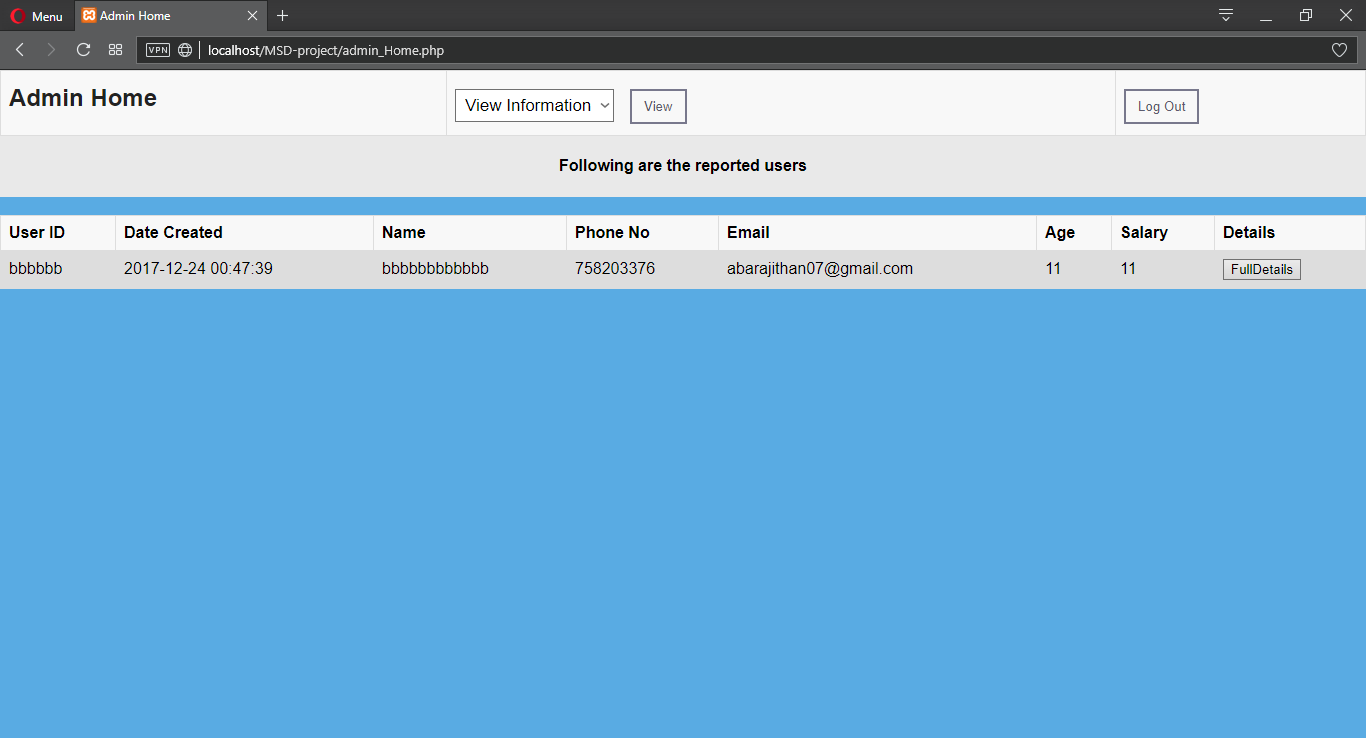 Menu Admin Home
VPN localhost/MSD-project/admin_Home.php
Admin Home View Information View Log Out
Following are the reported users
User ID Date Created Name Phone No Email Age Salary Details
bbbbbb 2017-12-24 00:47:39 bbbbbbbbbbbb 758203376 abarajithan07@gmail.com 11 11 FullDetails